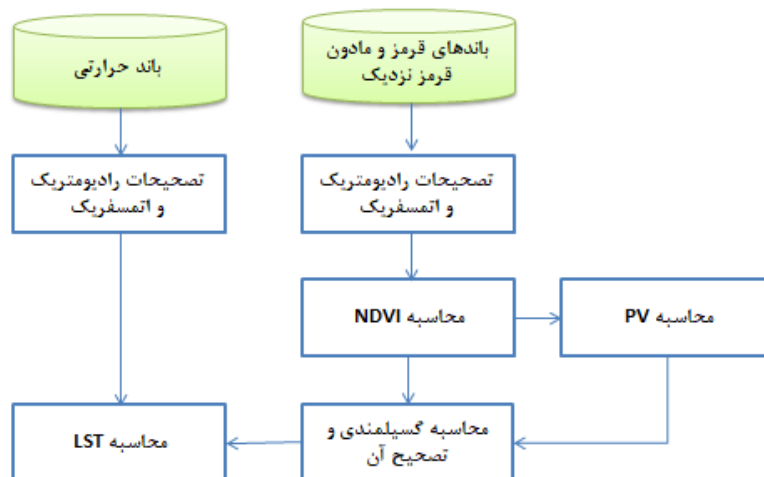 باندهای قرمز و مادون
قرمز نزدیک
باند حرارتی
تصحیحات رادیومتریک
و اتمسفریک
تصحیحات رادیومتریک
و اتمسفریک
محاسبه NDVI
محاسبه PV
محاسبه گسیلمندی و
تصحیح آن
محاسبه LST